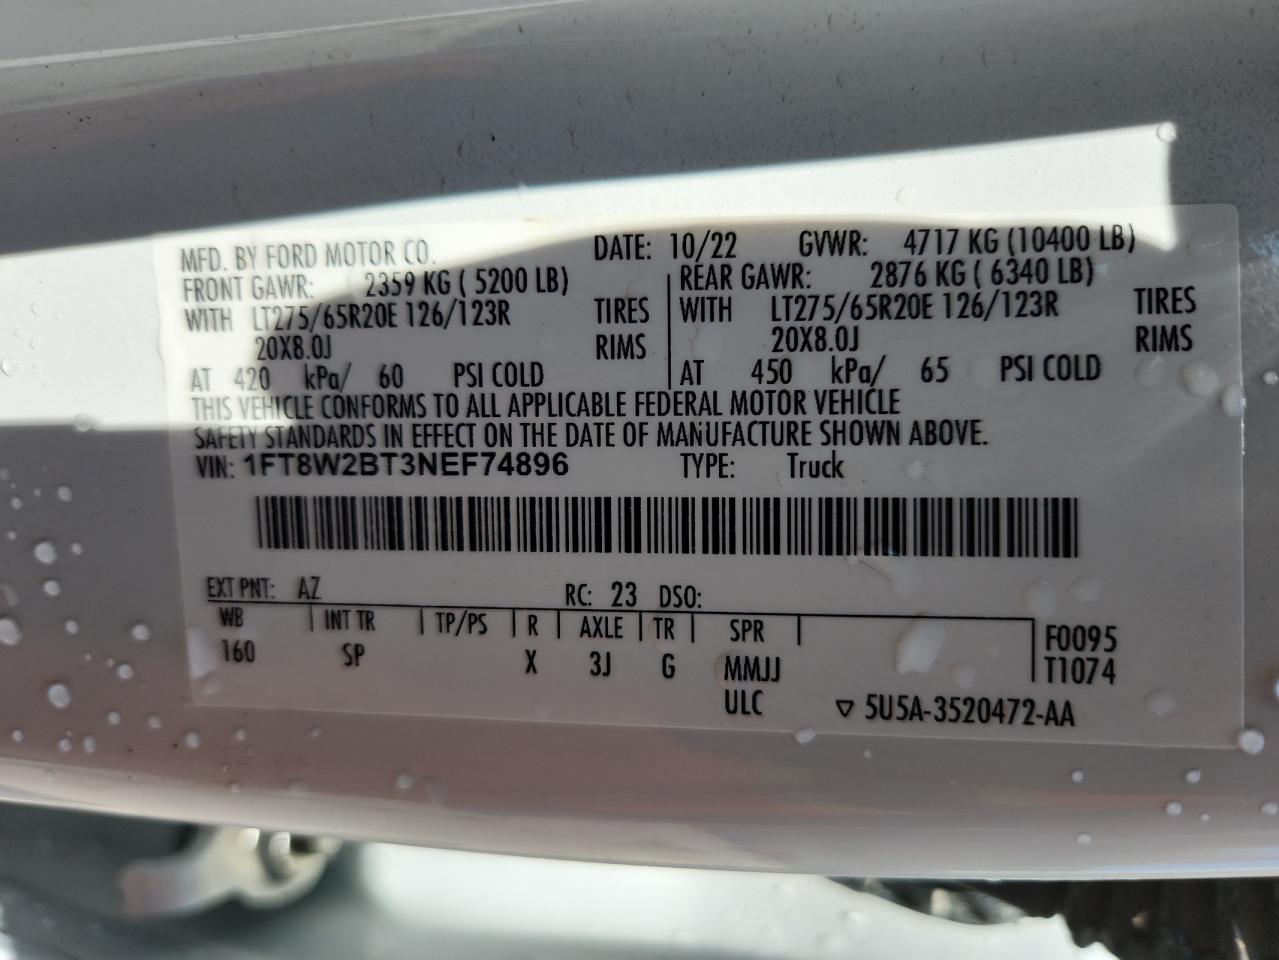 MFD. BY FORD MOTOR CO. DATE: 10/22 GVWR: 4717 KG (10400 LB)
FRONT GAWR: 2359 KG ( 5200 LB) REAR GAWR: 2876 KG ( 6340 LB)
WITH LT275/65R20E 126/123R TIRES WITH LT275/65R20E 126/123R TIRES
20X8.0J RIMS 20X8.0J RIMS
AT 420 kPa/ 60 PSI COLD AT 450 kPa/ 65 PSI COLD
THIS VEHICLE CONFORMS TO ALL APPLICABLE FEDERAL MOTOR VEHICLE
SAFETY STANDARDS IN EFFECT ON THE DATE OF MANUFACTURE SHOWN ABOVE.
VIN: 1FT8W2BT3NEF74896 TYPE: Truck
EXT PNT: AZ RC: 23 DSO:
WB INT TR TP/PS R AXLE TR SPR F0095
160 SP X 3J G MMJJ T1074
ULC ▽ 5U5A-3520472-AA